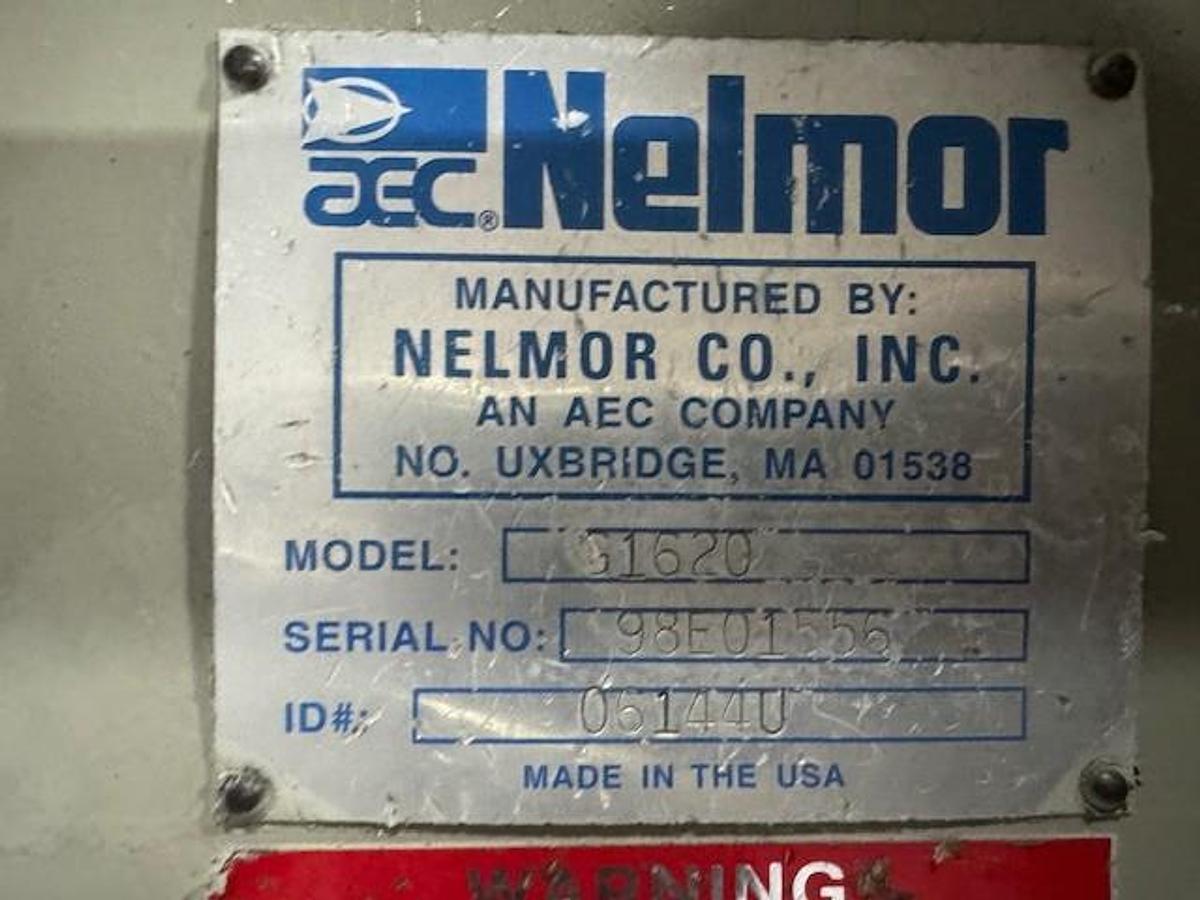 AEC® Nelmor
MANUFACTURED BY:
NELMOR CO., INC.
AN AEC COMPANY
NO. UXBRIDGE, MA 01538
MODEL: G1620
SERIAL NO: 98E01556
ID#: 06144U
MADE IN THE USA
WARNING